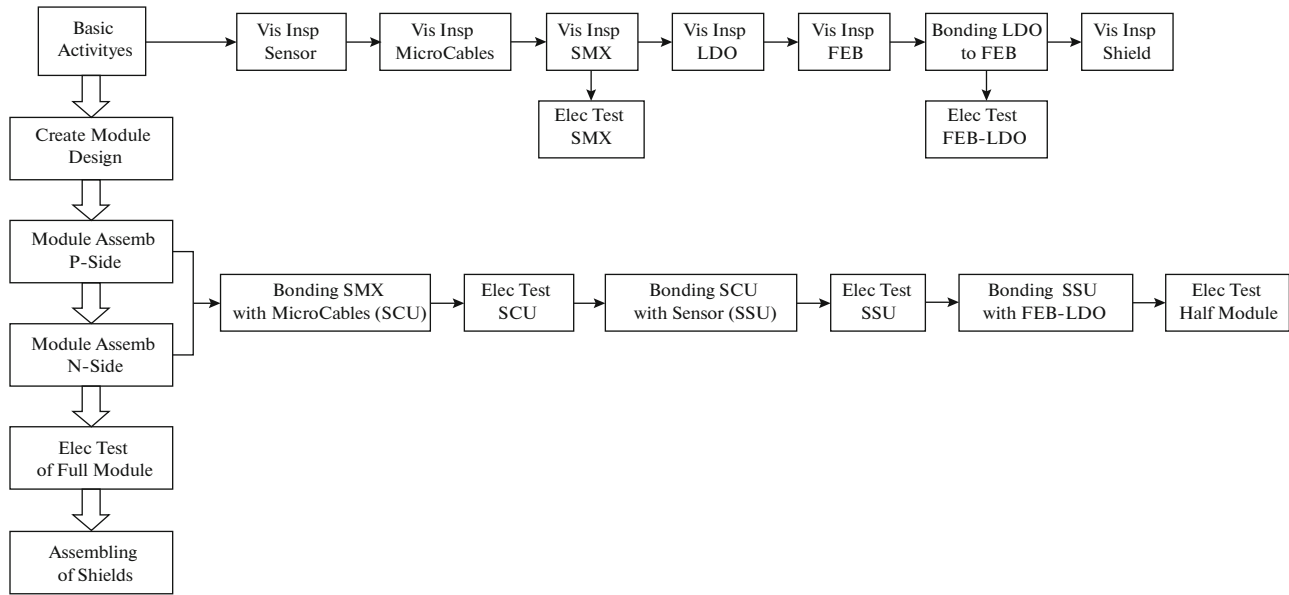 Basic
Activityes
Vis Insp
Sensor
Vis Insp
MicroCables
Vis Insp
SMX
Vis Insp
LDO
Vis Insp
FEB
Bonding LDO
to FEB
Vis Insp
Shield
Elec Test
SMX
Elec Test
FEB-LDO
Create Module
Design
Module Assemb
P-Side
Module Assemb
N-Side
Bonding SMX
with MicroCables (SCU)
Elec Test
SCU
Bonding SCU
with Sensor (SSU)
Elec Test
SSU
Bonding SSU
with FEB-LDO
Elec Test
Half Module
Elec Test
of Full Module
Assembling
of Shields